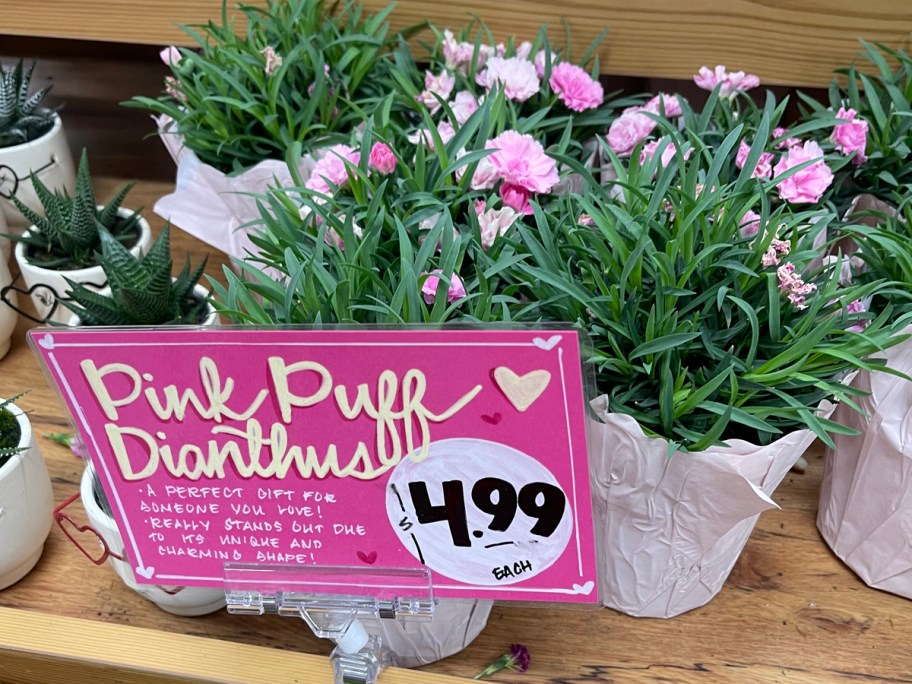 Pink Puff
Dianthus
· A PERFECT GIFT FOR
SOMEONE YOU LOVE!
· REALLY STANDS OUT DUE
TO ITS UNIQUE AND
CHARMING SHAPE!
$4.99
EACH